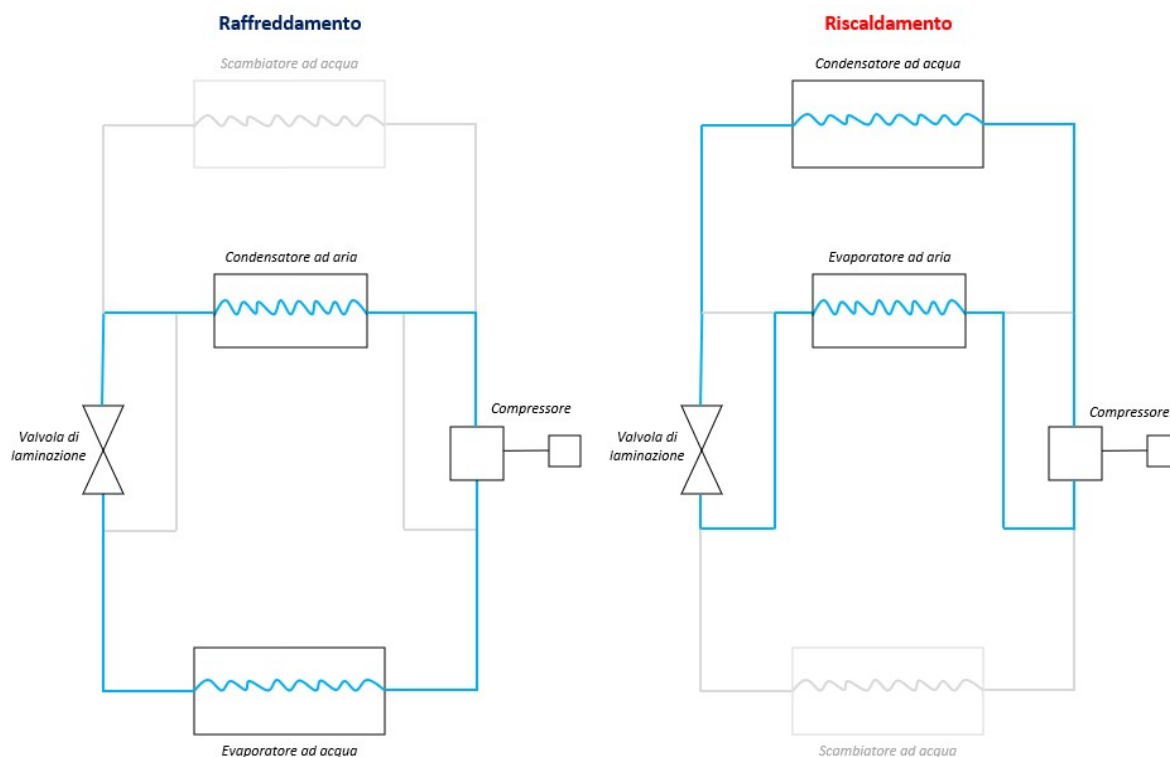 Raffreddamento
Scambiatore ad acqua
Condensatore ad aria
Compressore
Valvola di
laminazione
Evaporatore ad acqua
Riscaldamento
Condensatore ad acqua
Evaporatore ad aria
Compressore
Valvola di
laminazione
Scambiatore ad acqua